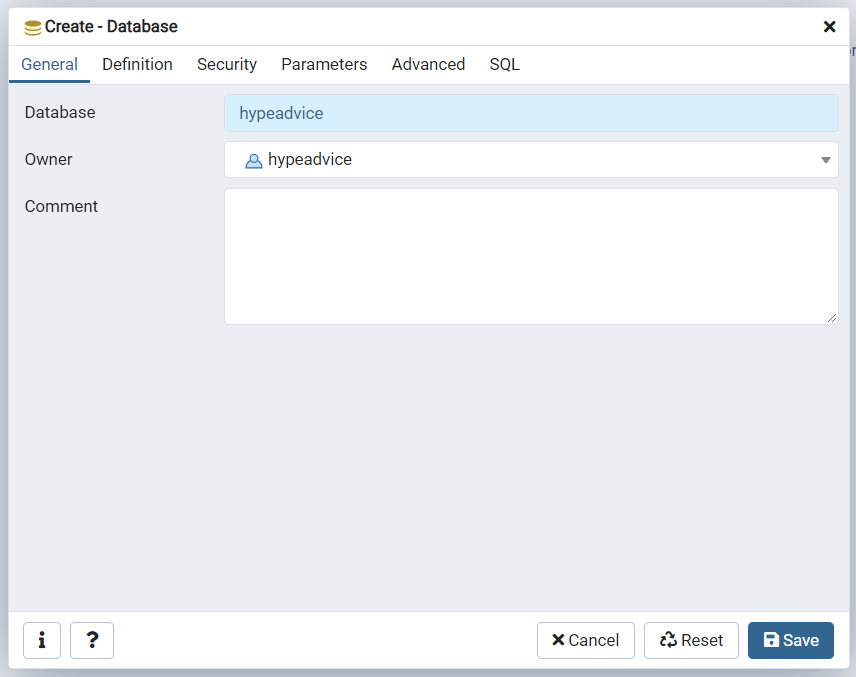 Create - Database
General Definition Security Parameters Advanced SQL
Database hypeadvice
Owner hypeadvice
Comment
i ? Cancel Reset Save